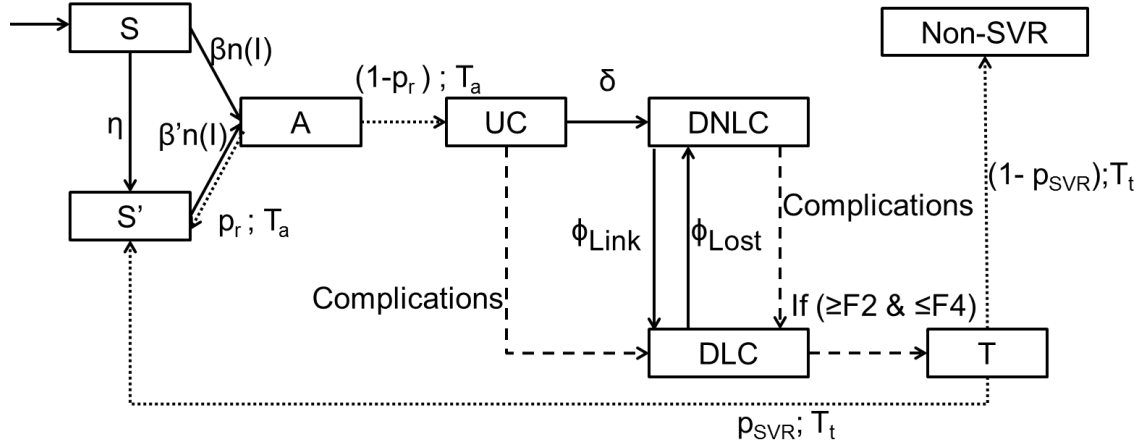 S
Non-SVR
βn(I)
(1-pr) ; Ta
δ
A
UC
DNLC
η
β’n(I)
(1- pSVR);Tt
Complications
S’
pr ; Ta
ϕLink
ϕLost
Complications
If (≥F2 & ≤F4)
DLC
T
pSVR; Tt